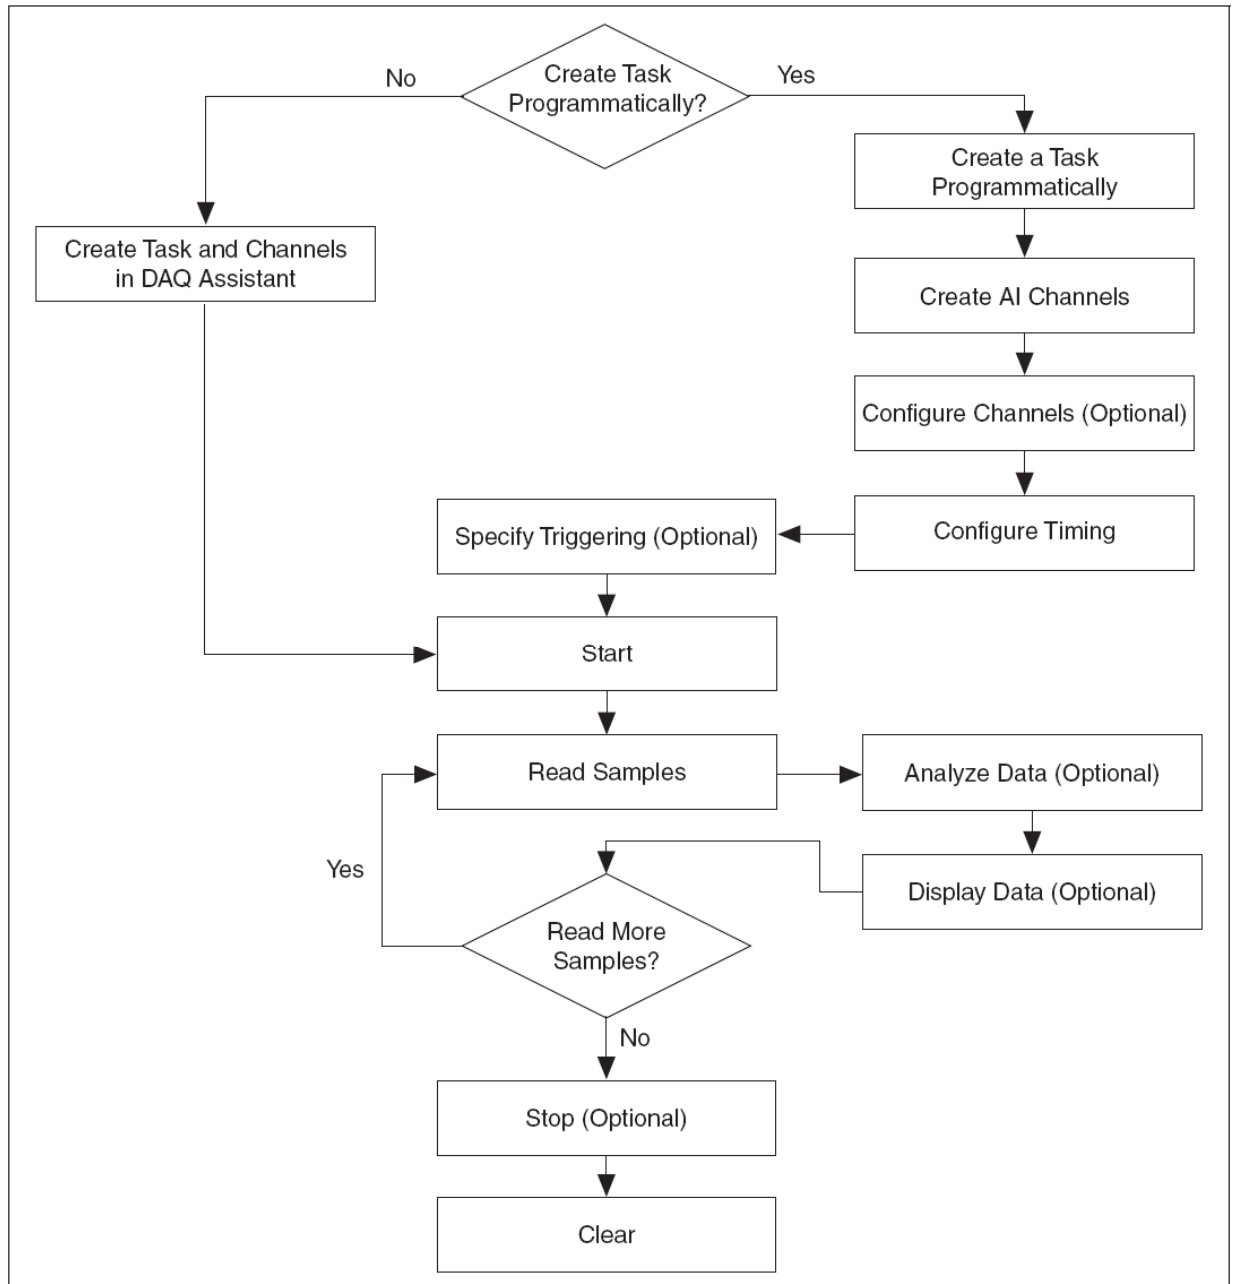 Create Task
Programmatically?
No
Yes
Create a Task
Programmatically
Create Task and Channels
in DAQ Assistant
Create AI Channels
Configure Channels (Optional)
Configure Timing
Specify Triggering (Optional)
Start
Read Samples
Analyze Data (Optional)
Yes
Display Data (Optional)
Read More
Samples?
No
Stop (Optional)
Clear